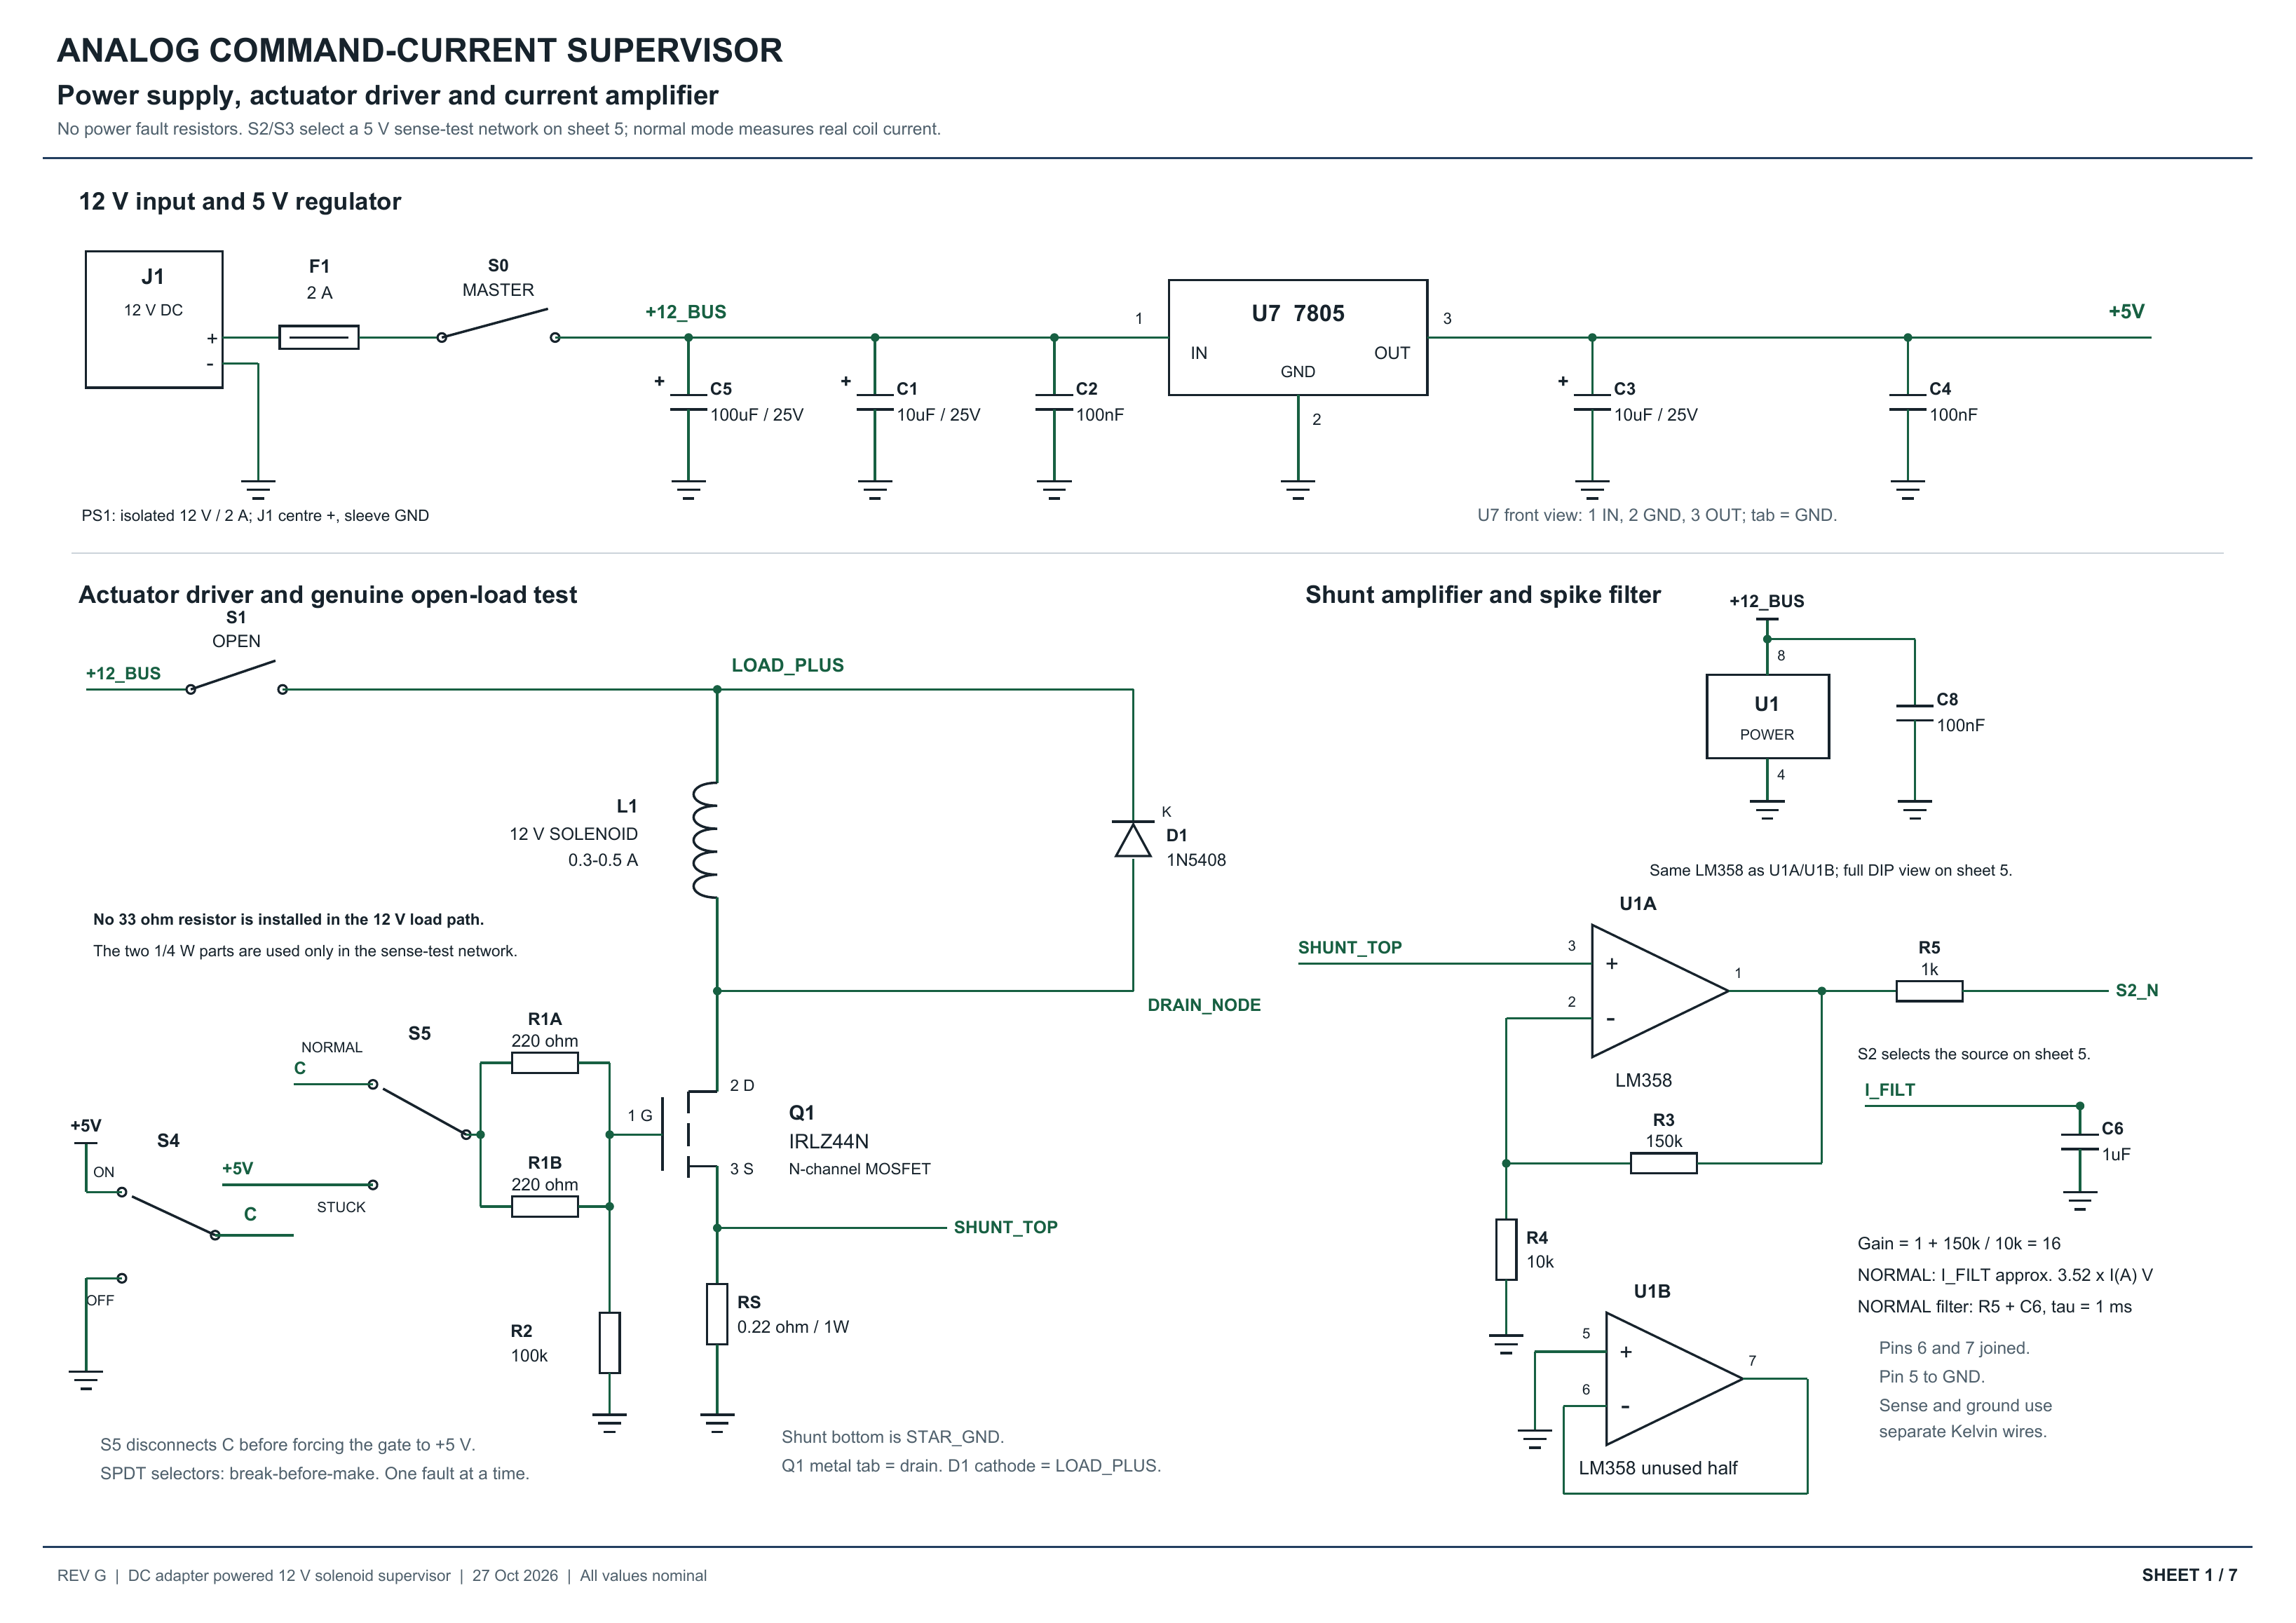 ANALOG COMMAND-CURRENT SUPERVISOR
Power supply, actuator driver and current amplifier
No power fault resistors. S2/S3 select a 5 V sense-test network on sheet 5; normal mode measures real coil current.
12 V input and 5 V regulator
J1
12 V DC
+
-
F1
2 A
S0
MASTER
+12_BUS
+
C5
100uF / 25V
+
C1
10uF / 25V
C2
100nF
1
U7 7805
IN
OUT
GND
2
3
+
C3
10uF / 25V
C4
100nF
+5V
PS1: isolated 12 V / 2 A; J1 centre +, sleeve GND
U7 front view: 1 IN, 2 GND, 3 OUT; tab = GND.
Actuator driver and genuine open-load test
S1
OPEN
+12_BUS
LOAD_PLUS
L1
12 V SOLENOID
0.3-0.5 A
K
D1
1N5408
No 33 ohm resistor is installed in the 12 V load path.
The two 1/4 W parts are used only in the sense-test network.
DRAIN_NODE
S5
NORMAL
C
R1A
220 ohm
2 D
1 G
Q1
IRLZ44N
N-channel MOSFET
3 S
+5V
S4
ON
+5V
STUCK
C
R1B
220 ohm
OFF
SHUNT_TOP
R2
100k
RS
0.22 ohm / 1W
S5 disconnects C before forcing the gate to +5 V.
SPDT selectors: break-before-make. One fault at a time.
Shunt bottom is STAR_GND.
Q1 metal tab = drain. D1 cathode = LOAD_PLUS.
Shunt amplifier and spike filter
+12_BUS
8
U1
POWER
4
C8
100nF
Same LM358 as U1A/U1B; full DIP view on sheet 5.
U1A
SHUNT_TOP
3
+
2
-
1
LM358
R5
1k
S2_N
S2 selects the source on sheet 5.
I_FILT
C6
1uF
R3
150k
R4
10k
Gain = 1 + 150k / 10k = 16
NORMAL: I_FILT approx. 3.52 x I(A) V
NORMAL filter: R5 + C6, tau = 1 ms
U1B
5
+
6
-
7
LM358 unused half
Pins 6 and 7 joined.
Pin 5 to GND.
Sense and ground use
separate Kelvin wires.
REV G | DC adapter powered 12 V solenoid supervisor | 27 Oct 2026 | All values nominal
SHEET 1 / 7